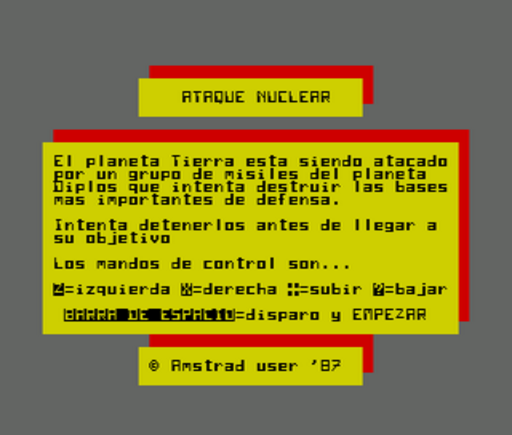 ATAQUE NUCLEAR
El planeta Tierra esta siendo atacado
por un grupo de misiles del planeta
Diplos que intenta destruir las bases
mas importantes de defensa.
Intenta detenerlos antes de llegar a
su objetivo
Los mandos de control son...
Z=izquierda X=derecha :=subir ?=bajar
BARRA DE ESPACIO=disparo y EMPEZAR
© Amstrad user '87